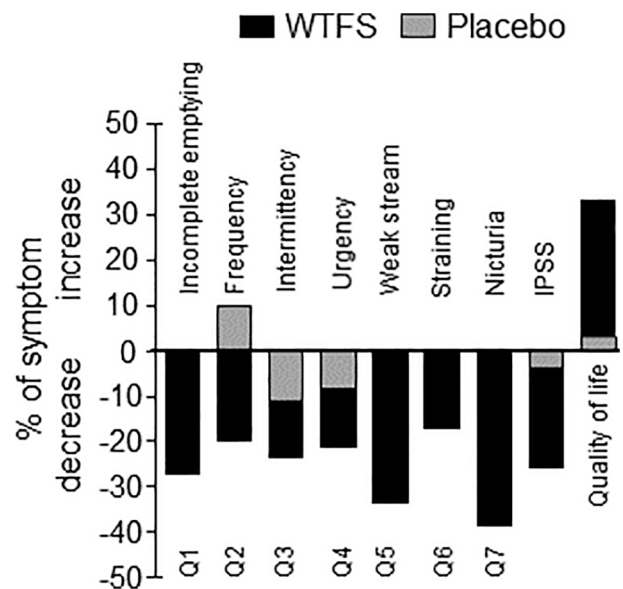 WTFS Placebo
% of symptom
decrease increase
50
40
30
20
10
0
-10
-20
-30
-40
-50
Incomplete emptying
Frequency
Intermittency
Urgency
Weak stream
Straining
Nicturia
IPSS
Quality of life
Q1
Q2
Q3
Q4
Q5
Q6
Q7